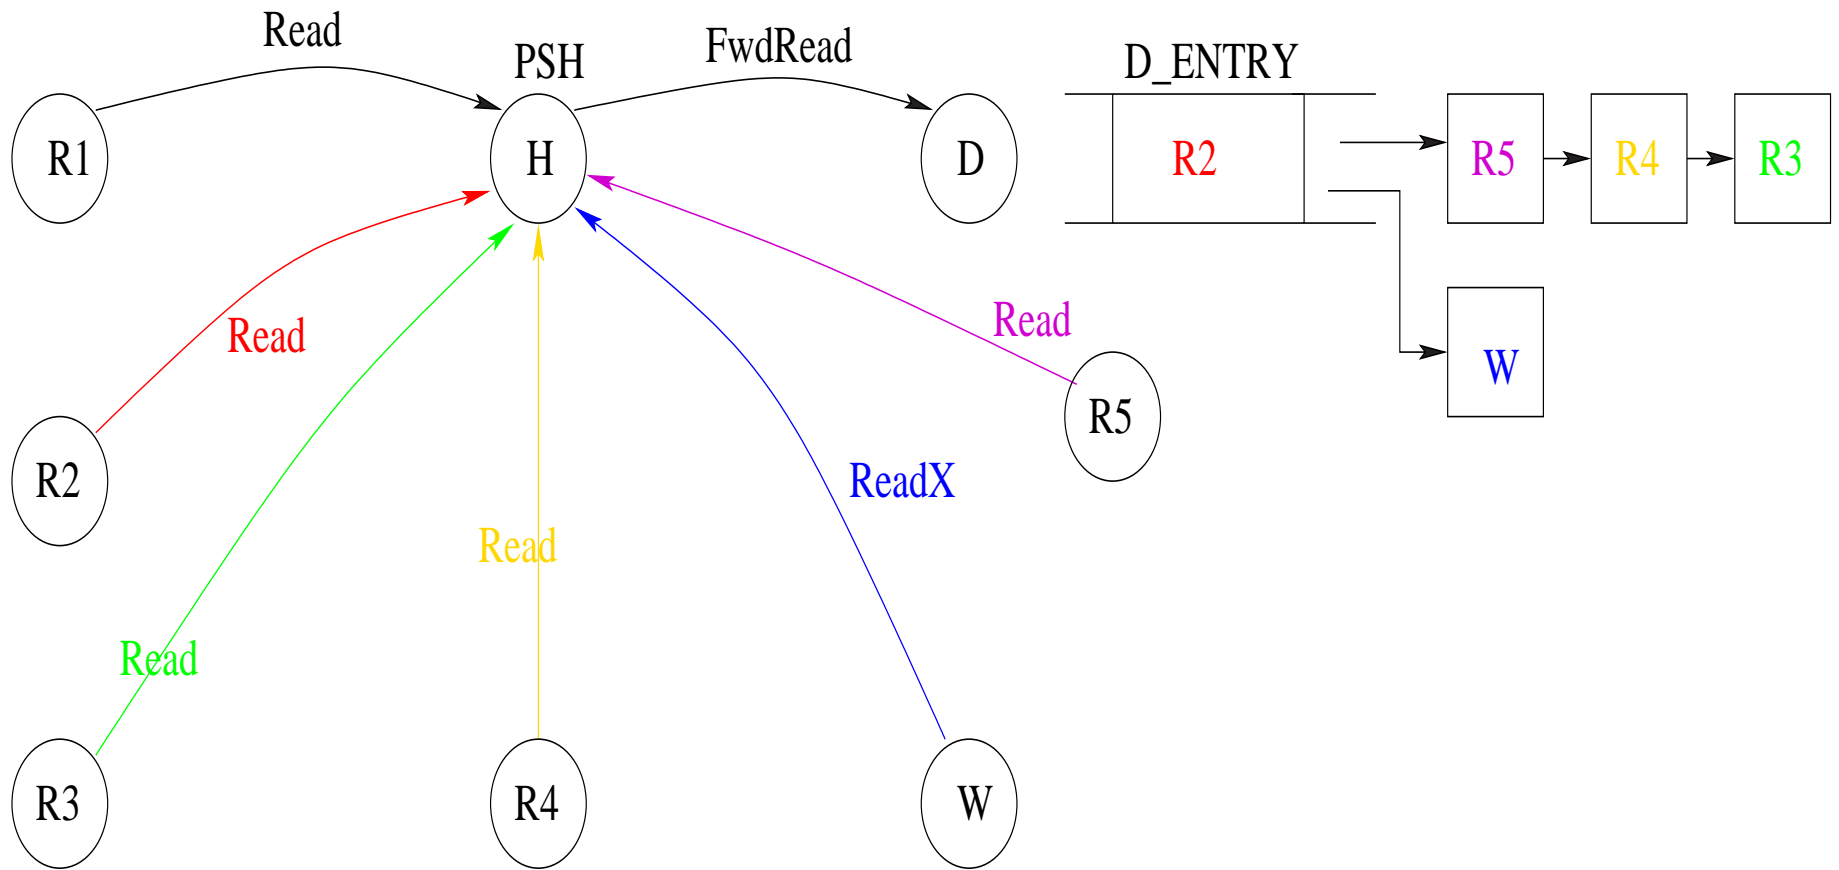 Read
FwdRead
PSH
D_ENTRY
R1
H
D
R2
R5
R4
R3
Read
Read
W
R5
R2
ReadX
Read
Read
R3
R4
W